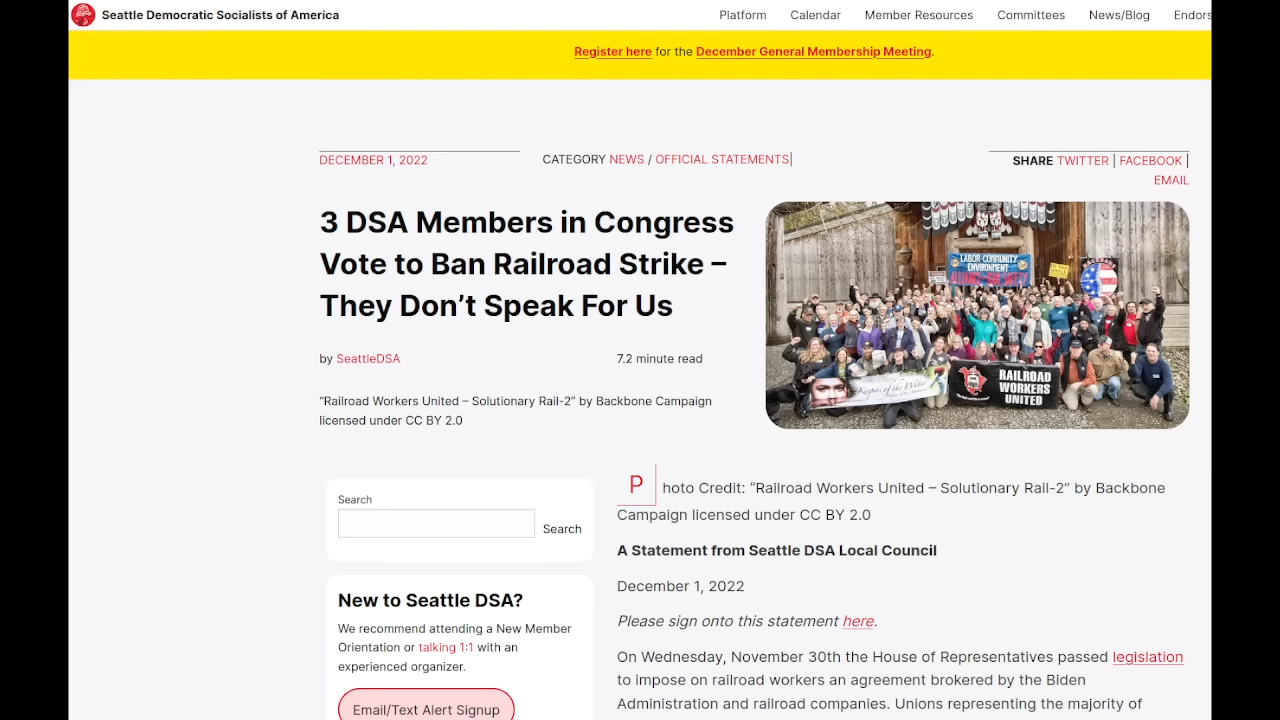 Seattle Democratic Socialists of America
Platform Calendar Member Resources Committees News/Blog Endors
Register here for the December General Membership Meeting.
DECEMBER 1, 2022
CATEGORY NEWS / OFFICIAL STATEMENTS|
SHARE TWITTER | FACEBOOK |
EMAIL
3 DSA Members in Congress
Vote to Ban Railroad Strike –
They Don’t Speak For Us
by SeattleDSA
7.2 minute read
“Railroad Workers United – Solutionary Rail-2” by Backbone Campaign
licensed under CC BY 2.0
LABOR-COMMUNITY
ENVIRONMENT
Keepers of the Water
RAILROAD
WORKERS
UNITED
Search
Search
New to Seattle DSA?
We recommend attending a New Member
Orientation or talking 1:1 with an
experienced organizer.
Email/Text Alert Signup
Photo Credit: “Railroad Workers United – Solutionary Rail-2” by Backbone
Campaign licensed under CC BY 2.0
A Statement from Seattle DSA Local Council
December 1, 2022
Please sign onto this statement here.
On Wednesday, November 30th the House of Representatives passed legislation
to impose on railroad workers an agreement brokered by the Biden
Administration and railroad companies. Unions representing the majority of